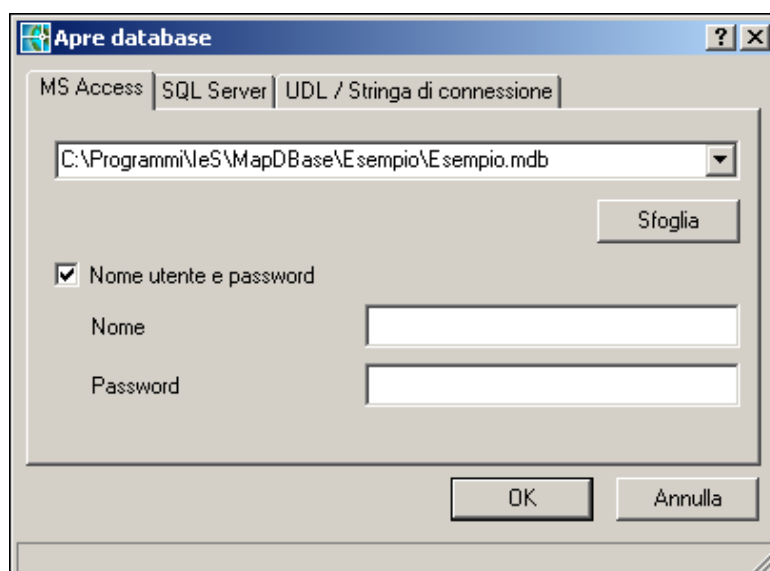 Apre database
MS Access SQL Server UDL / Stringa di connessione
C:\Programmi\IeS\MapDBase\Esempio\Esempio.mdb
Sfoglia
Nome utente e password
Nome
Password
OK Annulla